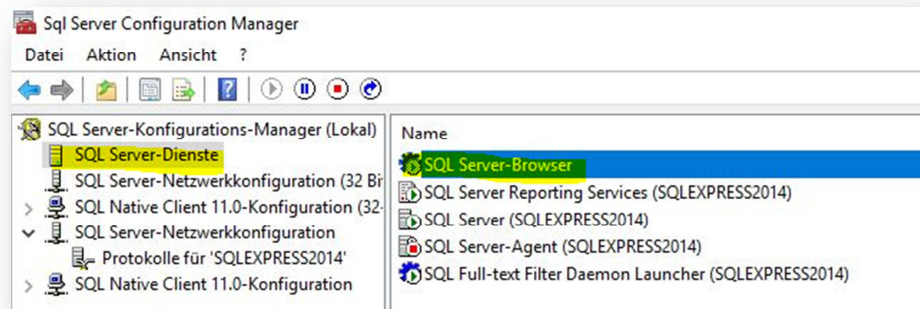 Sql Server Configuration Manager
Datei Aktion Ansicht ?
SQL Server-Konfigurations-Manager (Lokal)
SQL Server-Dienste
SQL Server-Netzwerkkonfiguration (32 Bi
SQL Native Client 11.0-Konfiguration (32-
SQL Server-Netzwerkkonfiguration
Protokolle für 'SQLEXPRESS2014'
SQL Native Client 11.0-Konfiguration
Name
SQL Server-Browser
SQL Server Reporting Services (SQLEXPRESS2014)
SQL Server (SQLEXPRESS2014)
SQL Server-Agent (SQLEXPRESS2014)
SQL Full-text Filter Daemon Launcher (SQLEXPRESS2014)